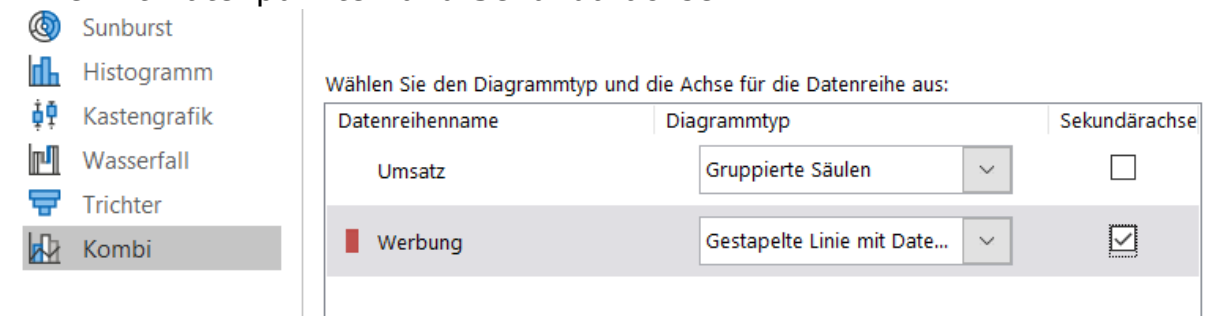 Sunburst
Histogramm
Kastengrafik
Wasserfall
Trichter
Kombi
Wählen Sie den Diagrammtyp und die Achse für die Datenreihe aus:
Datenreihenname Diagrammtyp Sekundärachse
Umsatz Gruppierte Säulen
Werbung Gestapelte Linie mit Date...